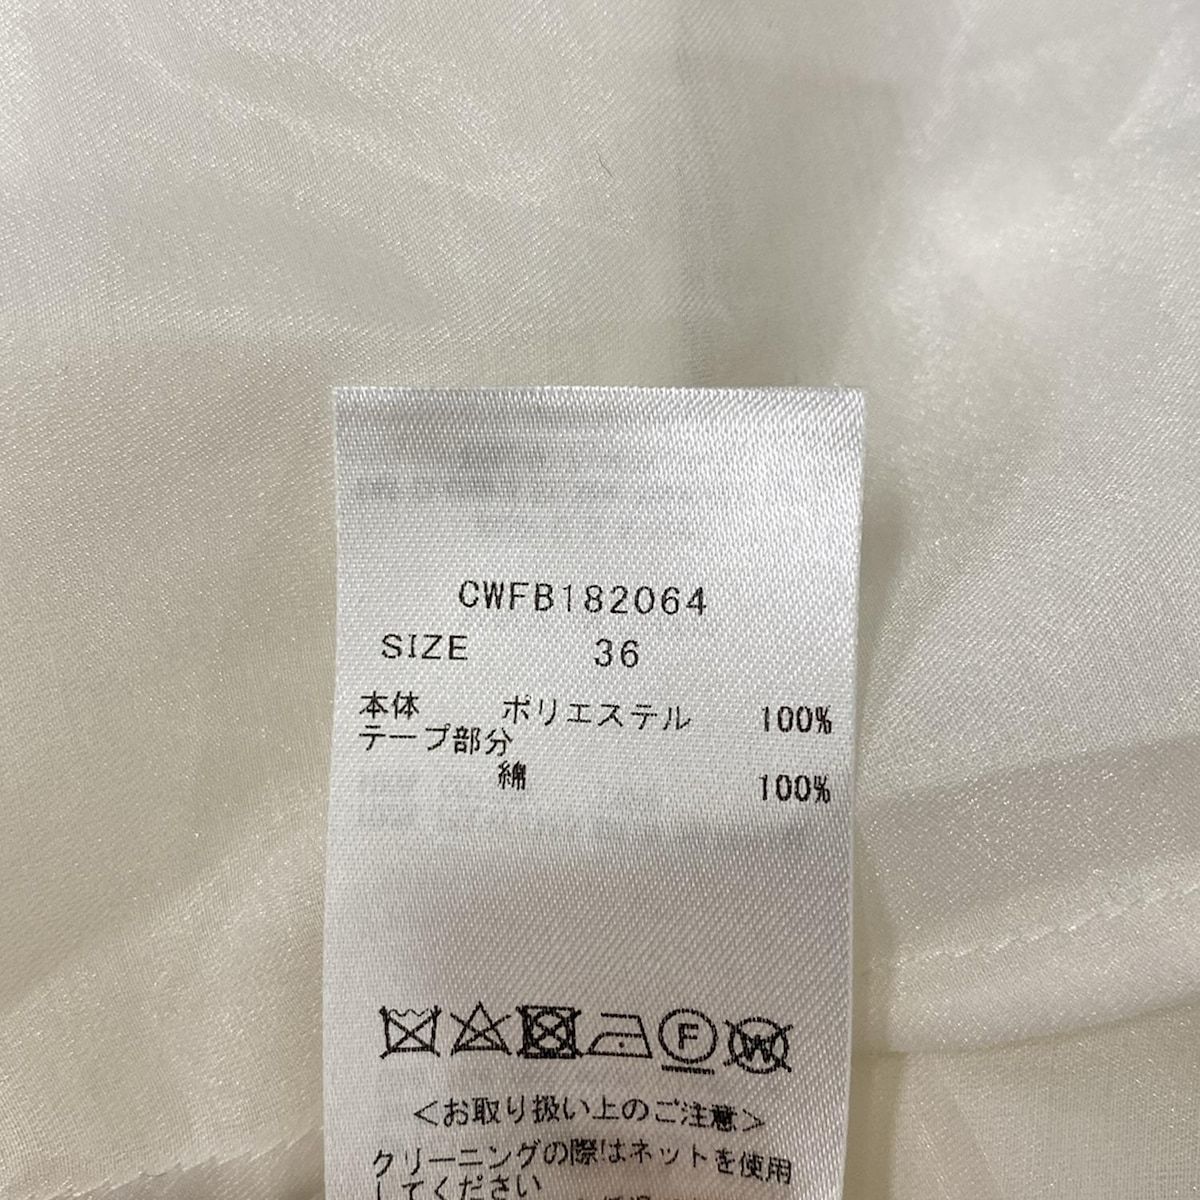 CWFB182064
SIZE 36
本体 ポリエステル 100%
テープ部分
綿 100%
F W
<お取り扱い上のご注意>
クリーニングの際はネットを使用
してください